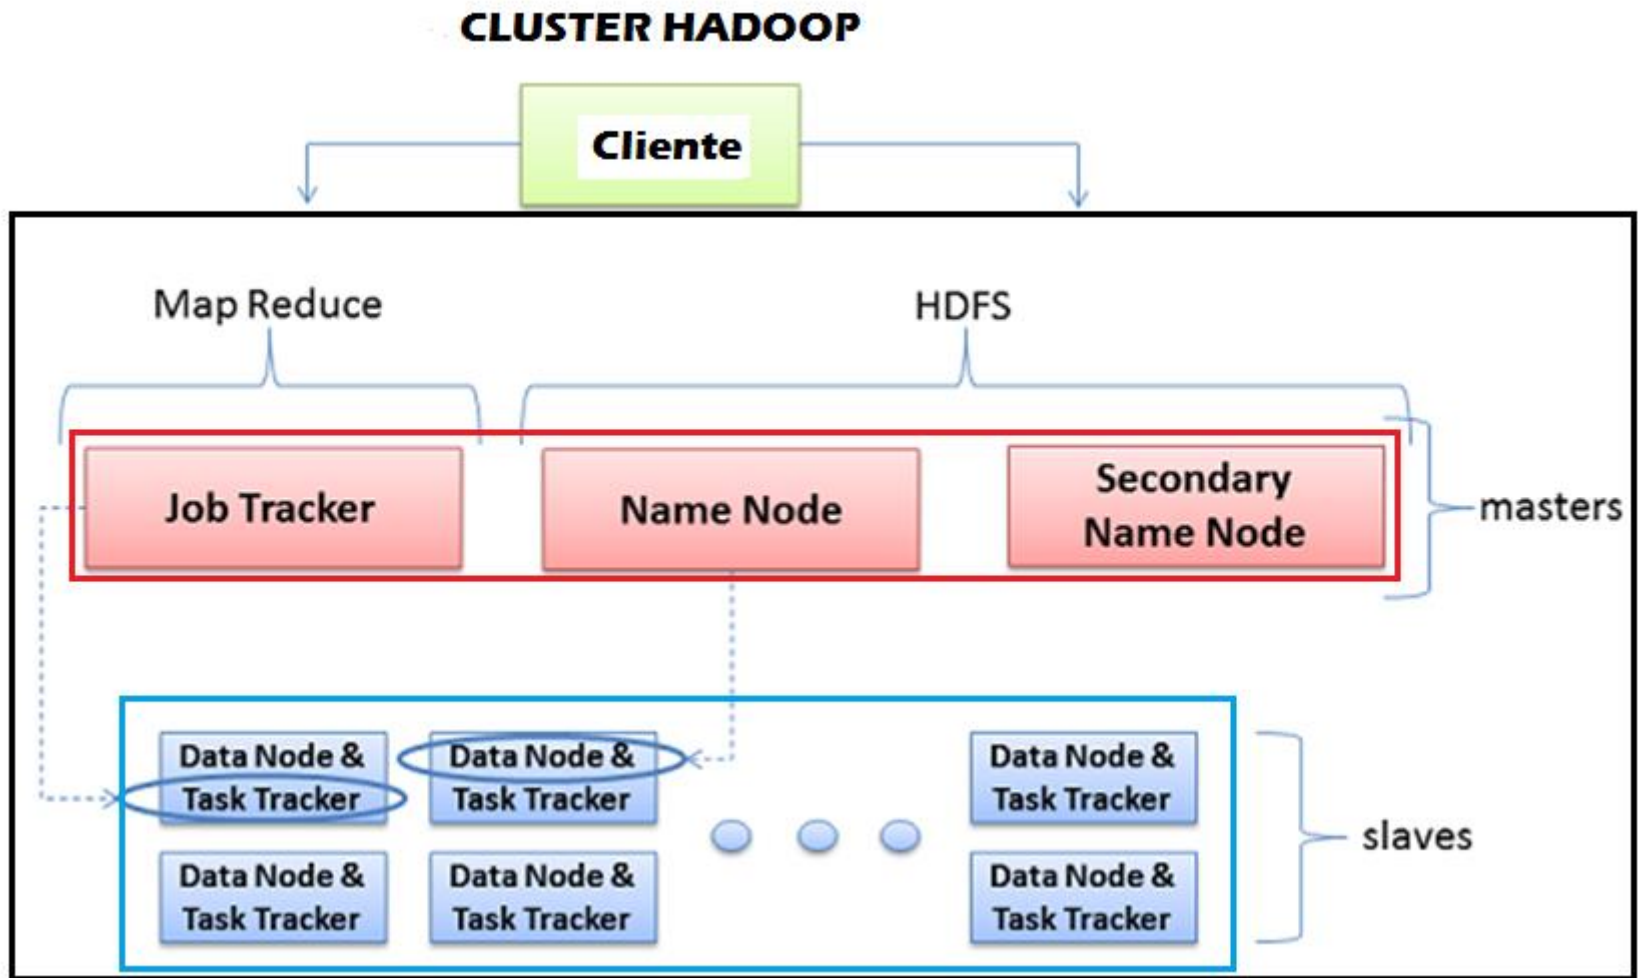 CLUSTER HADOOP
Cliente
Map Reduce
HDFS
Job Tracker
Name Node
Secondary
Name Node
masters
Data Node &
Task Tracker
Data Node &
Task Tracker
Data Node &
Task Tracker
slaves
Data Node &
Task Tracker
Data Node &
Task Tracker
Data Node &
Task Tracker